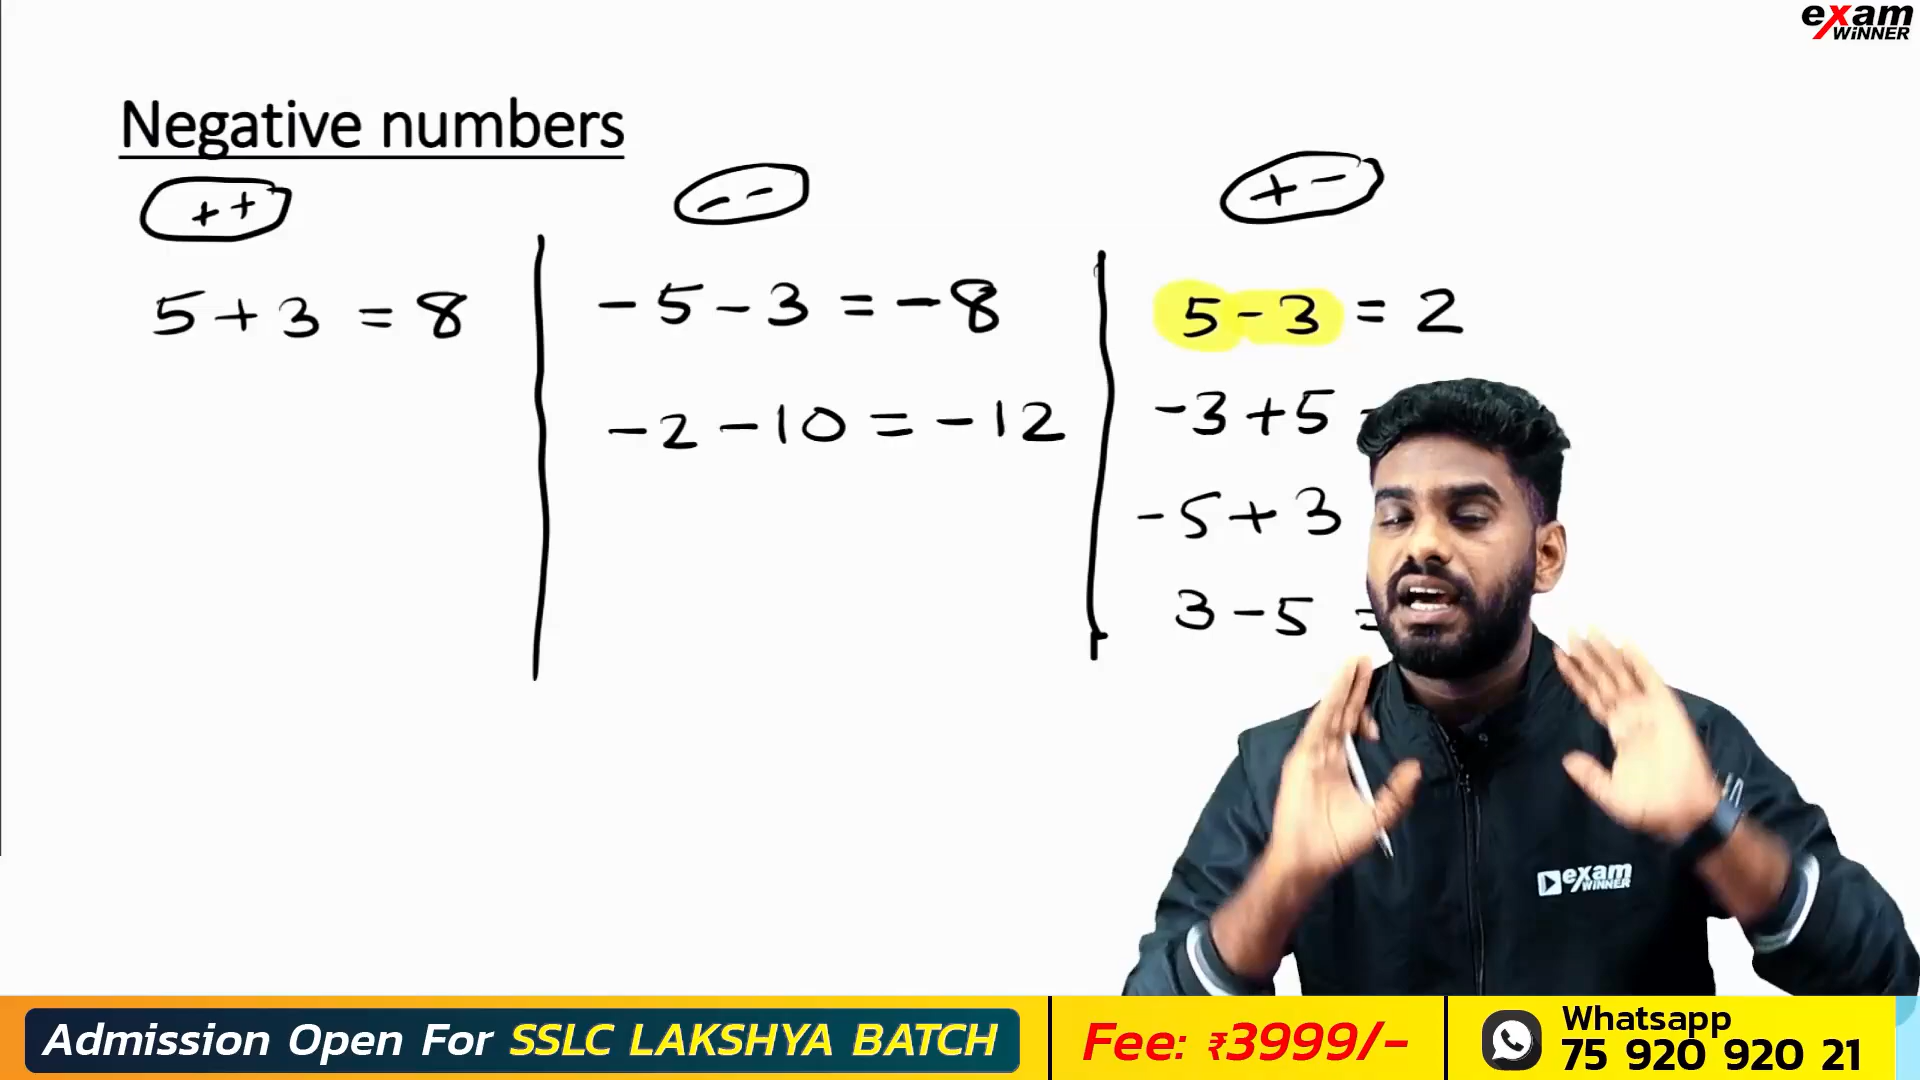 exam
WINNER
Negative numbers
++
--
+-
5+3 = 8
-5-3 = -8
5-3 = 2
-2-10 = -12
-3+5
-5+3
3-5 =
exam
WINNER
Admission Open For SSLC LAKSHYA BATCH
Fee: ₹3999/-
Whatsapp
75 920 920 21